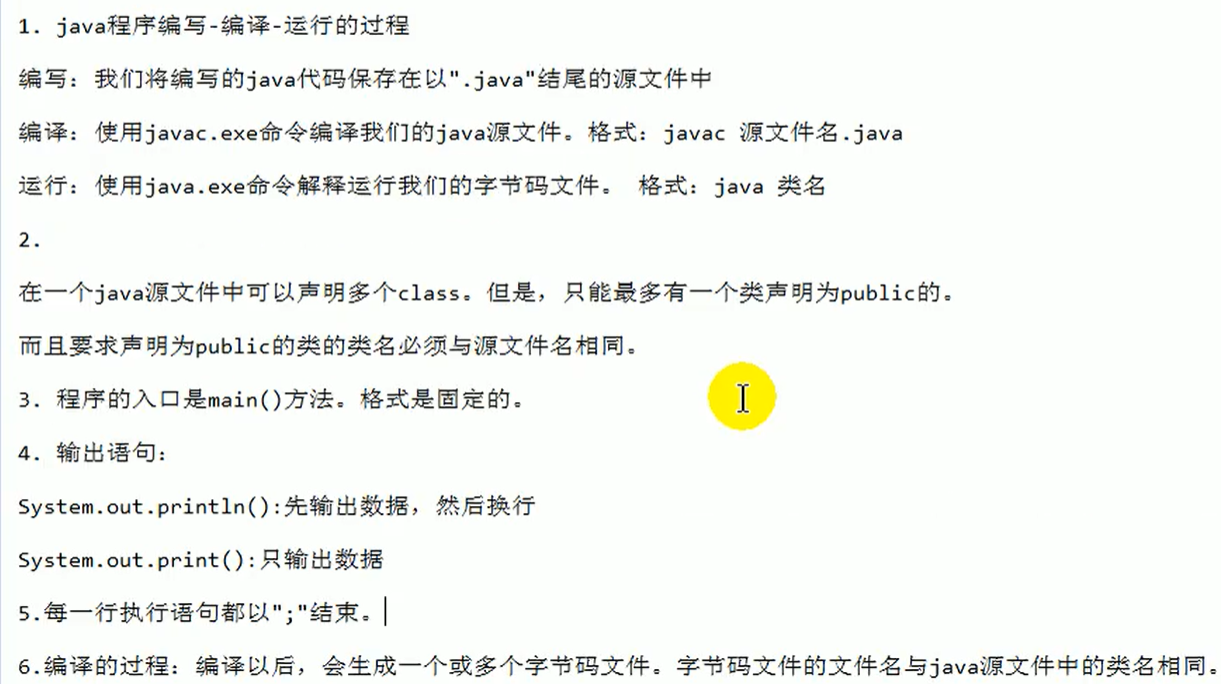 1. java程序编写-编译-运行的过程
编写：我们将编写的java代码保存在以".java"结尾的源文件中
编译：使用javac.exe命令编译我们的java源文件。格式：javac 源文件名.java
运行：使用java.exe命令解释运行我们的字节码文件。 格式：java 类名
2.
在一个java源文件中可以声明多个class。但是，只能最多有一个类声明为public的。
而且要求声明为public的类的类名必须与源文件名相同。
3. 程序的入口是main()方法。格式是固定的。
4. 输出语句：
System.out.println():先输出数据，然后换行
System.out.print():只输出数据
5.每一行执行语句都以";"结束。
6.编译的过程：编译以后，会生成一个或多个字节码文件。字节码文件的文件名与java源文件中的类名相同。